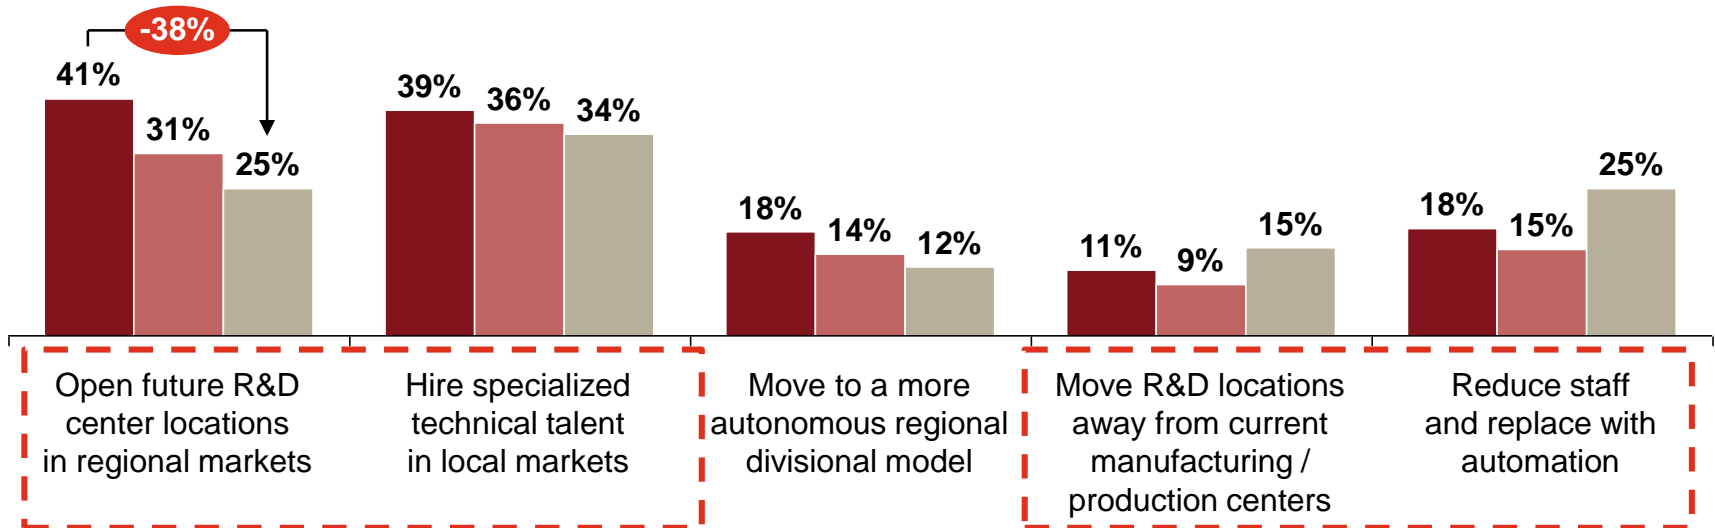 -38%
41%
31%
25%
39%
36%
34%
18%
14%
12%
11%
9%
15%
18%
15%
25%
Open future R&D
center locations
in regional markets
Hire specialized
technical talent
in local markets
Move to a more
autonomous regional
divisional model
Move R&D locations
away from current
manufacturing /
production centers
Reduce staff
and replace with
automation